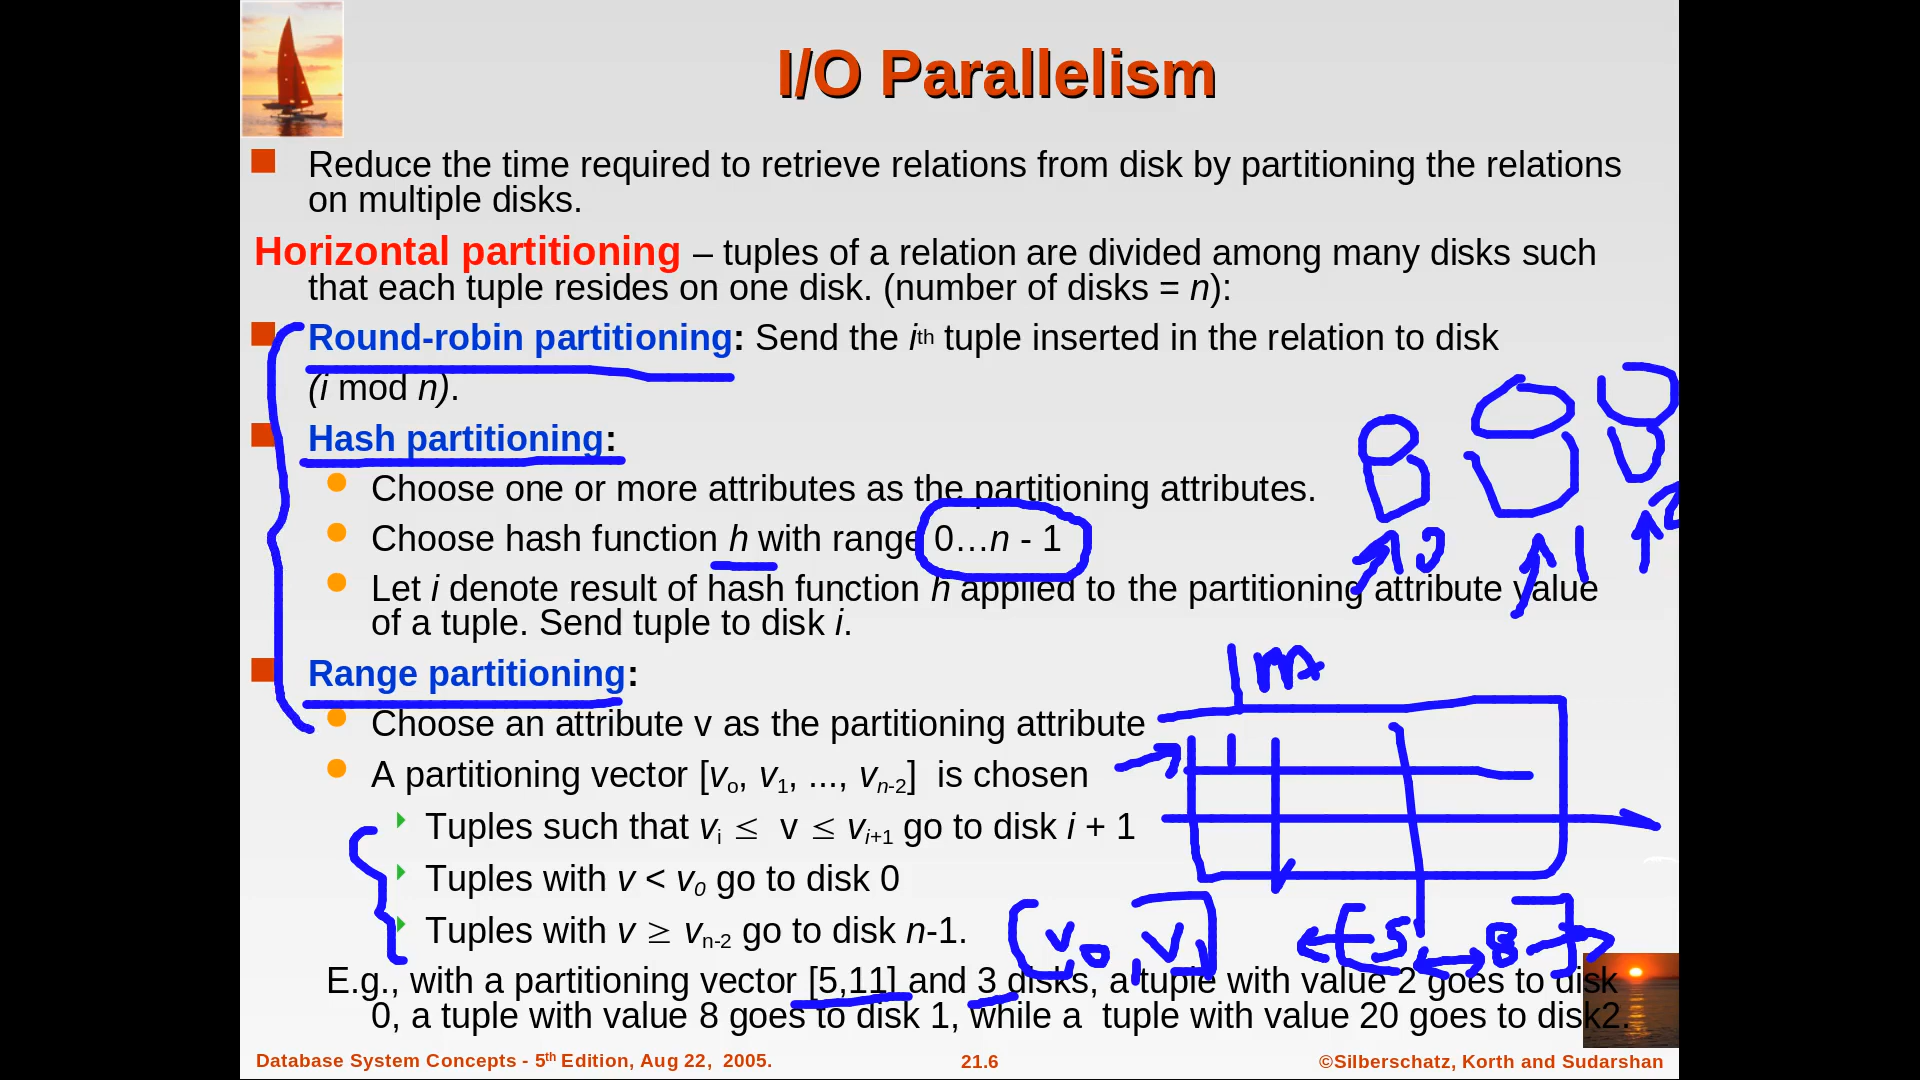 I/O Parallelism
Reduce the time required to retrieve relations from disk by partitioning the relations
on multiple disks.
Horizontal partitioning – tuples of a relation are divided among many disks such
that each tuple resides on one disk. (number of disks = n):
Round-robin partitioning: Send the ith tuple inserted in the relation to disk
(i mod n).
Hash partitioning:
Choose one or more attributes as the partitioning attributes.
Choose hash function h with range 0…n - 1
Let i denote result of hash function h applied to the partitioning attribute value
of a tuple. Send tuple to disk i.
Range partitioning:
Choose an attribute v as the partitioning attribute
A partitioning vector [vo, v1, ..., vn-2] is chosen
Tuples such that vi ≤ v ≤ vi+1 go to disk i + 1
Tuples with v < v0 go to disk 0
Tuples with v ≥ vn-2 go to disk n-1.
E.g., with a partitioning vector [5,11] and 3 disks, a tuple with value 2 goes to disk
0, a tuple with value 8 goes to disk 1, while a tuple with value 20 goes to disk2.
Database System Concepts - 5th Edition, Aug 22, 2005.
21.6
©Silberschatz, Korth and Sudarshan